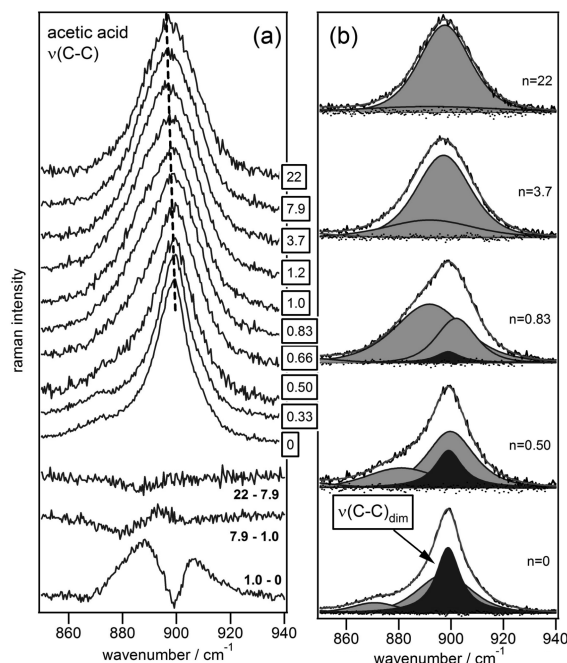 acetic acid
ν(C-C)
(a)
22
7.9
3.7
1.2
1.0
0.83
0.66
0.50
0.33
0
22 - 7.9
7.9 - 1.0
1.0 - 0
raman intensity
860 880 900 920 940
wavenumber / cm-1
(b)
n=22
n=3.7
n=0.83
n=0.50
ν(C-C)dim
n=0
860 880 900 920 940
wavenumber / cm-1